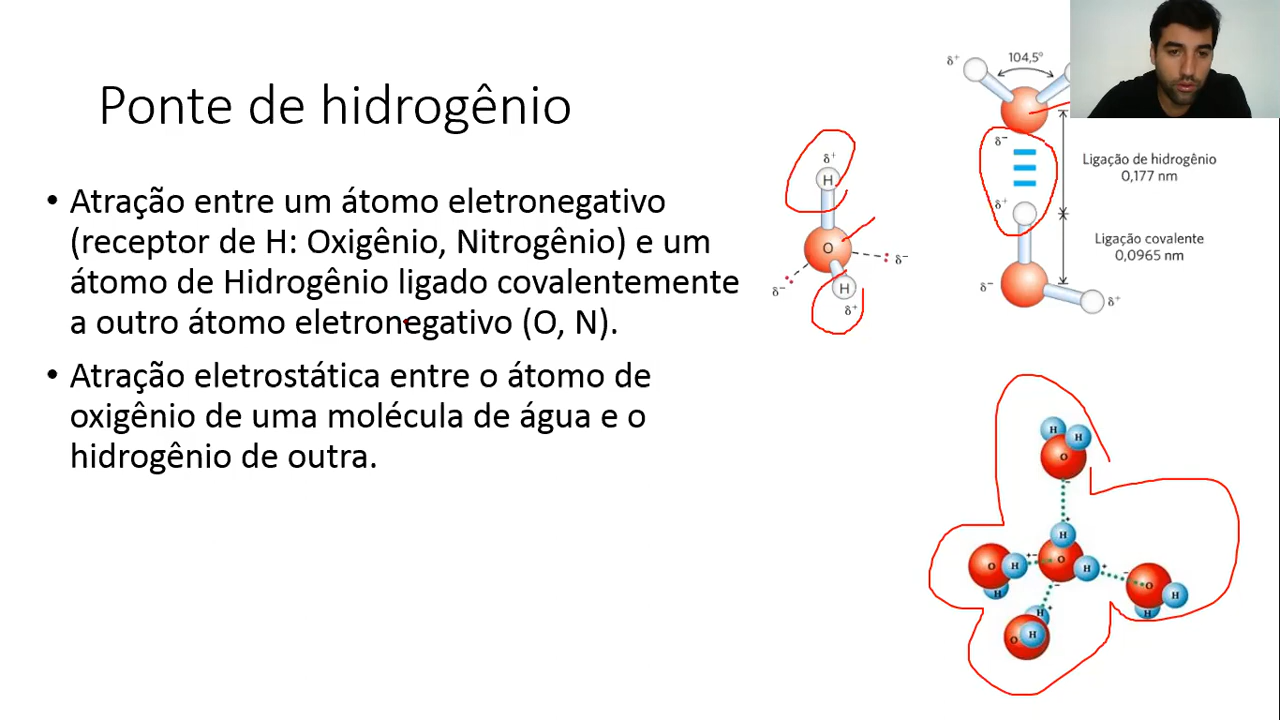 Ponte de hidrogênio
• Atração entre um átomo eletronegativo
(receptor de H: Oxigênio, Nitrogênio) e um
átomo de Hidrogênio ligado covalentemente
a outro átomo eletronegativo (O, N).
• Atração eletrostática entre o átomo de
oxigênio de uma molécula de água e o
hidrogênio de outra.
δ⁺
H
O
δ⁻
δ⁻
H
δ⁺
δ⁺
104,5°
δ⁻
Ligação de hidrogênio
0,177 nm
δ⁺
Ligação covalente
0,0965 nm
δ⁻
δ⁺
H
H
O
−
+
H
O
H
+ −
O
H
+
−
O
H
H
−
+
H
H
O
H